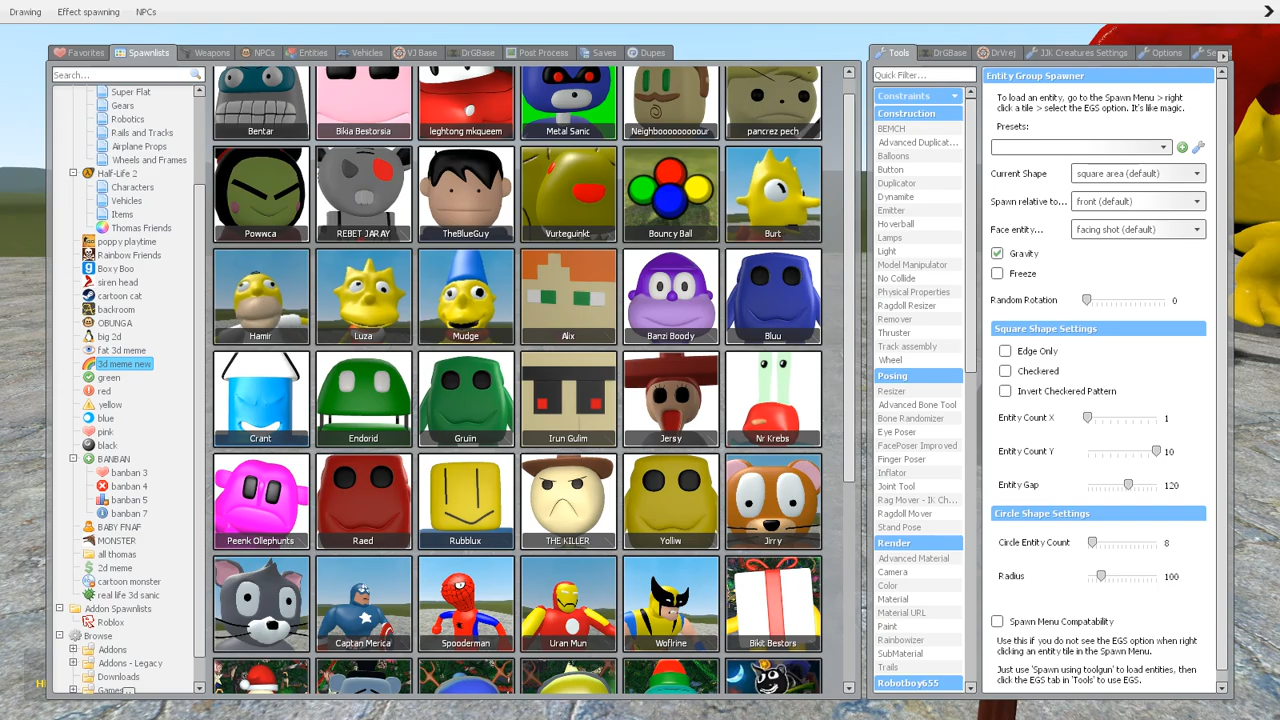 Drawing Effect spawning NPCs
Favorites Spawnlists Weapons NPCs Entities Vehicles VJ Base DrGBase Post Process Saves Dupes
Search...
Super Flat
Gears
Robotics
Rails and Tracks
Airplane Props
Wheels and Frames
Half-Life 2
Characters
Vehicles
Items
Thomas Friends
poppy playtime
Rainbow Friends
Boxy Boo
siren head
cartoon cat
backroom
OBUNGA
big 2d
fat 3d meme
3d meme new
green
red
yellow
blue
pink
black
BANBAN
banban 3
banban 4
banban 5
banban 7
BABY FNAF
MONSTER
all thomas
2d meme
cartoon monster
real life 3d sanic
Addon Spawnlists
Roblox
Browse
Addons
Addons - Legacy
Downloads
Games
Bentar Bikia Bestorsia leghtong mkqueem Metal Sanic Neighboooooooour pancrez pech
Powwca REBET JARAY TheBlueGuy Vurteguinkt Bouncy Ball Burt
Hamir Luza Mudge Alix Banzi Boody Bluu
Crant Endorid Gruiin Irun Gulim Jersy Nr Krebs
Peenk Ollephunts Raed Rubblux THE KILLER Yolliw Jirry
Captan Merica Spooderman Uran Mun Woflrine Bikit Bestors
Tools DrGBase DrVrej JJK Creatures Settings Options Se
Quick Filter...
Constraints
Construction
BEMCH
Advanced Duplicat...
Balloons
Button
Duplicator
Dynamite
Emitter
Hoverball
Lamps
Light
Model Manipulator
No Collide
Physical Properties
Ragdoll Resizer
Remover
Thruster
Track assembly
Wheel
Posing
Resizer
Advanced Bone Tool
Bone Randomizer
Eye Poser
FacePoser Improved
Finger Poser
Inflator
Joint Tool
Rag Mover - IK Ch...
Ragdoll Mover
Stand Pose
Render
Advanced Material
Camera
Color
Material
Material URL
Paint
Rainbowizer
SubMaterial
Trails
Robotboy655
Entity Group Spawner
To load an entity, go to the Spawn Menu > right
click a tile > select the EGS option. It's like magic.
Presets:
Current Shape square area (default)
Spawn relative to... front (default)
Face entity... facing shot (default)
Gravity
Freeze
Random Rotation 0
Square Shape Settings
Edge Only
Checkered
Invert Checkered Pattern
Entity Count X 1
Entity Count Y 10
Entity Gap 120
Circle Shape Settings
Circle Entity Count 8
Radius 100
Spawn Menu Compatability
Use this if you do not use the EGS option when right
clicking an entity tile in the Spawn Menu.
Just use 'Spawn using toolgun' to load entities, then
click the EGS tab in 'Tools' to use EGS.